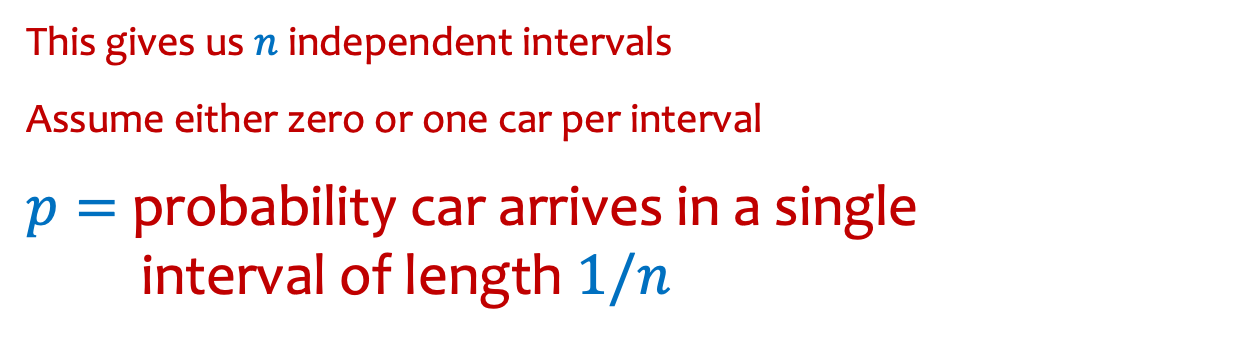 This gives us n independent intervals
Assume either zero or one car per interval
p = probability car arrives in a single
interval of length 1/n